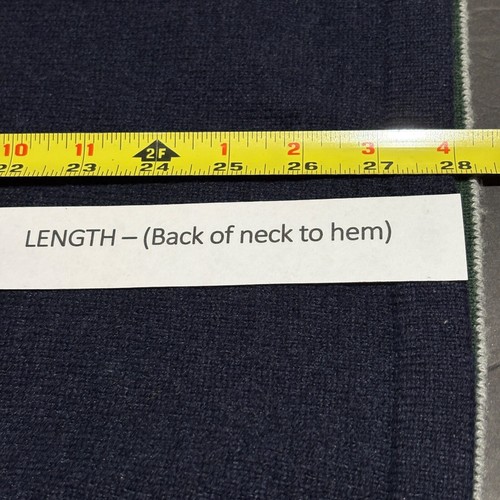 10 11 2F 1 2 3 4
22 23 24 25 26 27 28
LENGTH – (Back of neck to hem)